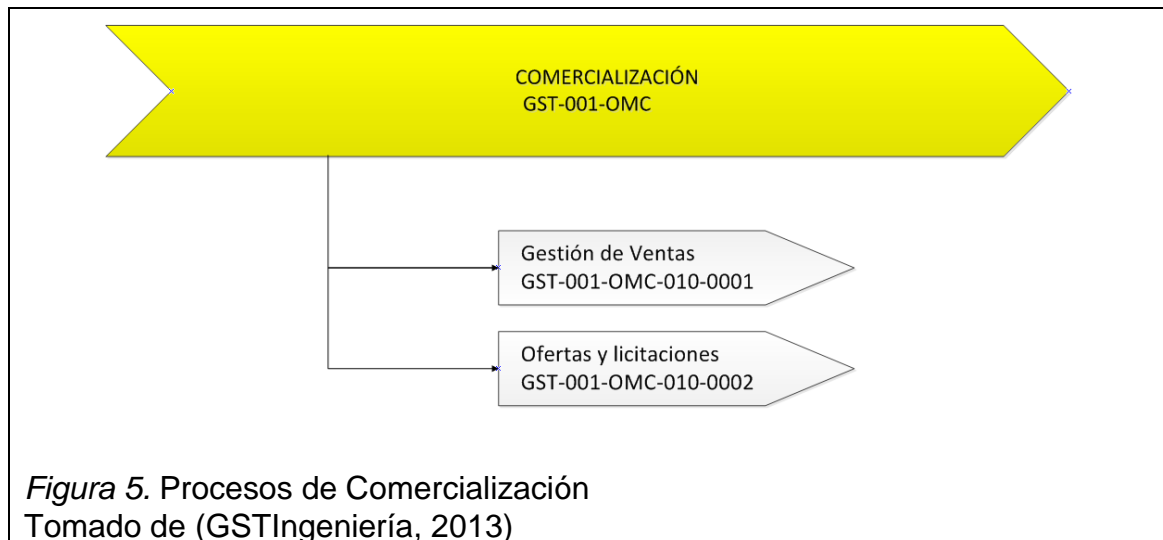 COMERCIALIZACIÓN
GST-001-OMC
Gestión de Ventas
GST-001-OMC-010-0001
Ofertas y licitaciones
GST-001-OMC-010-0002
Figura 5. Procesos de Comercialización
Tomado de (GSTIngeniería, 2013)